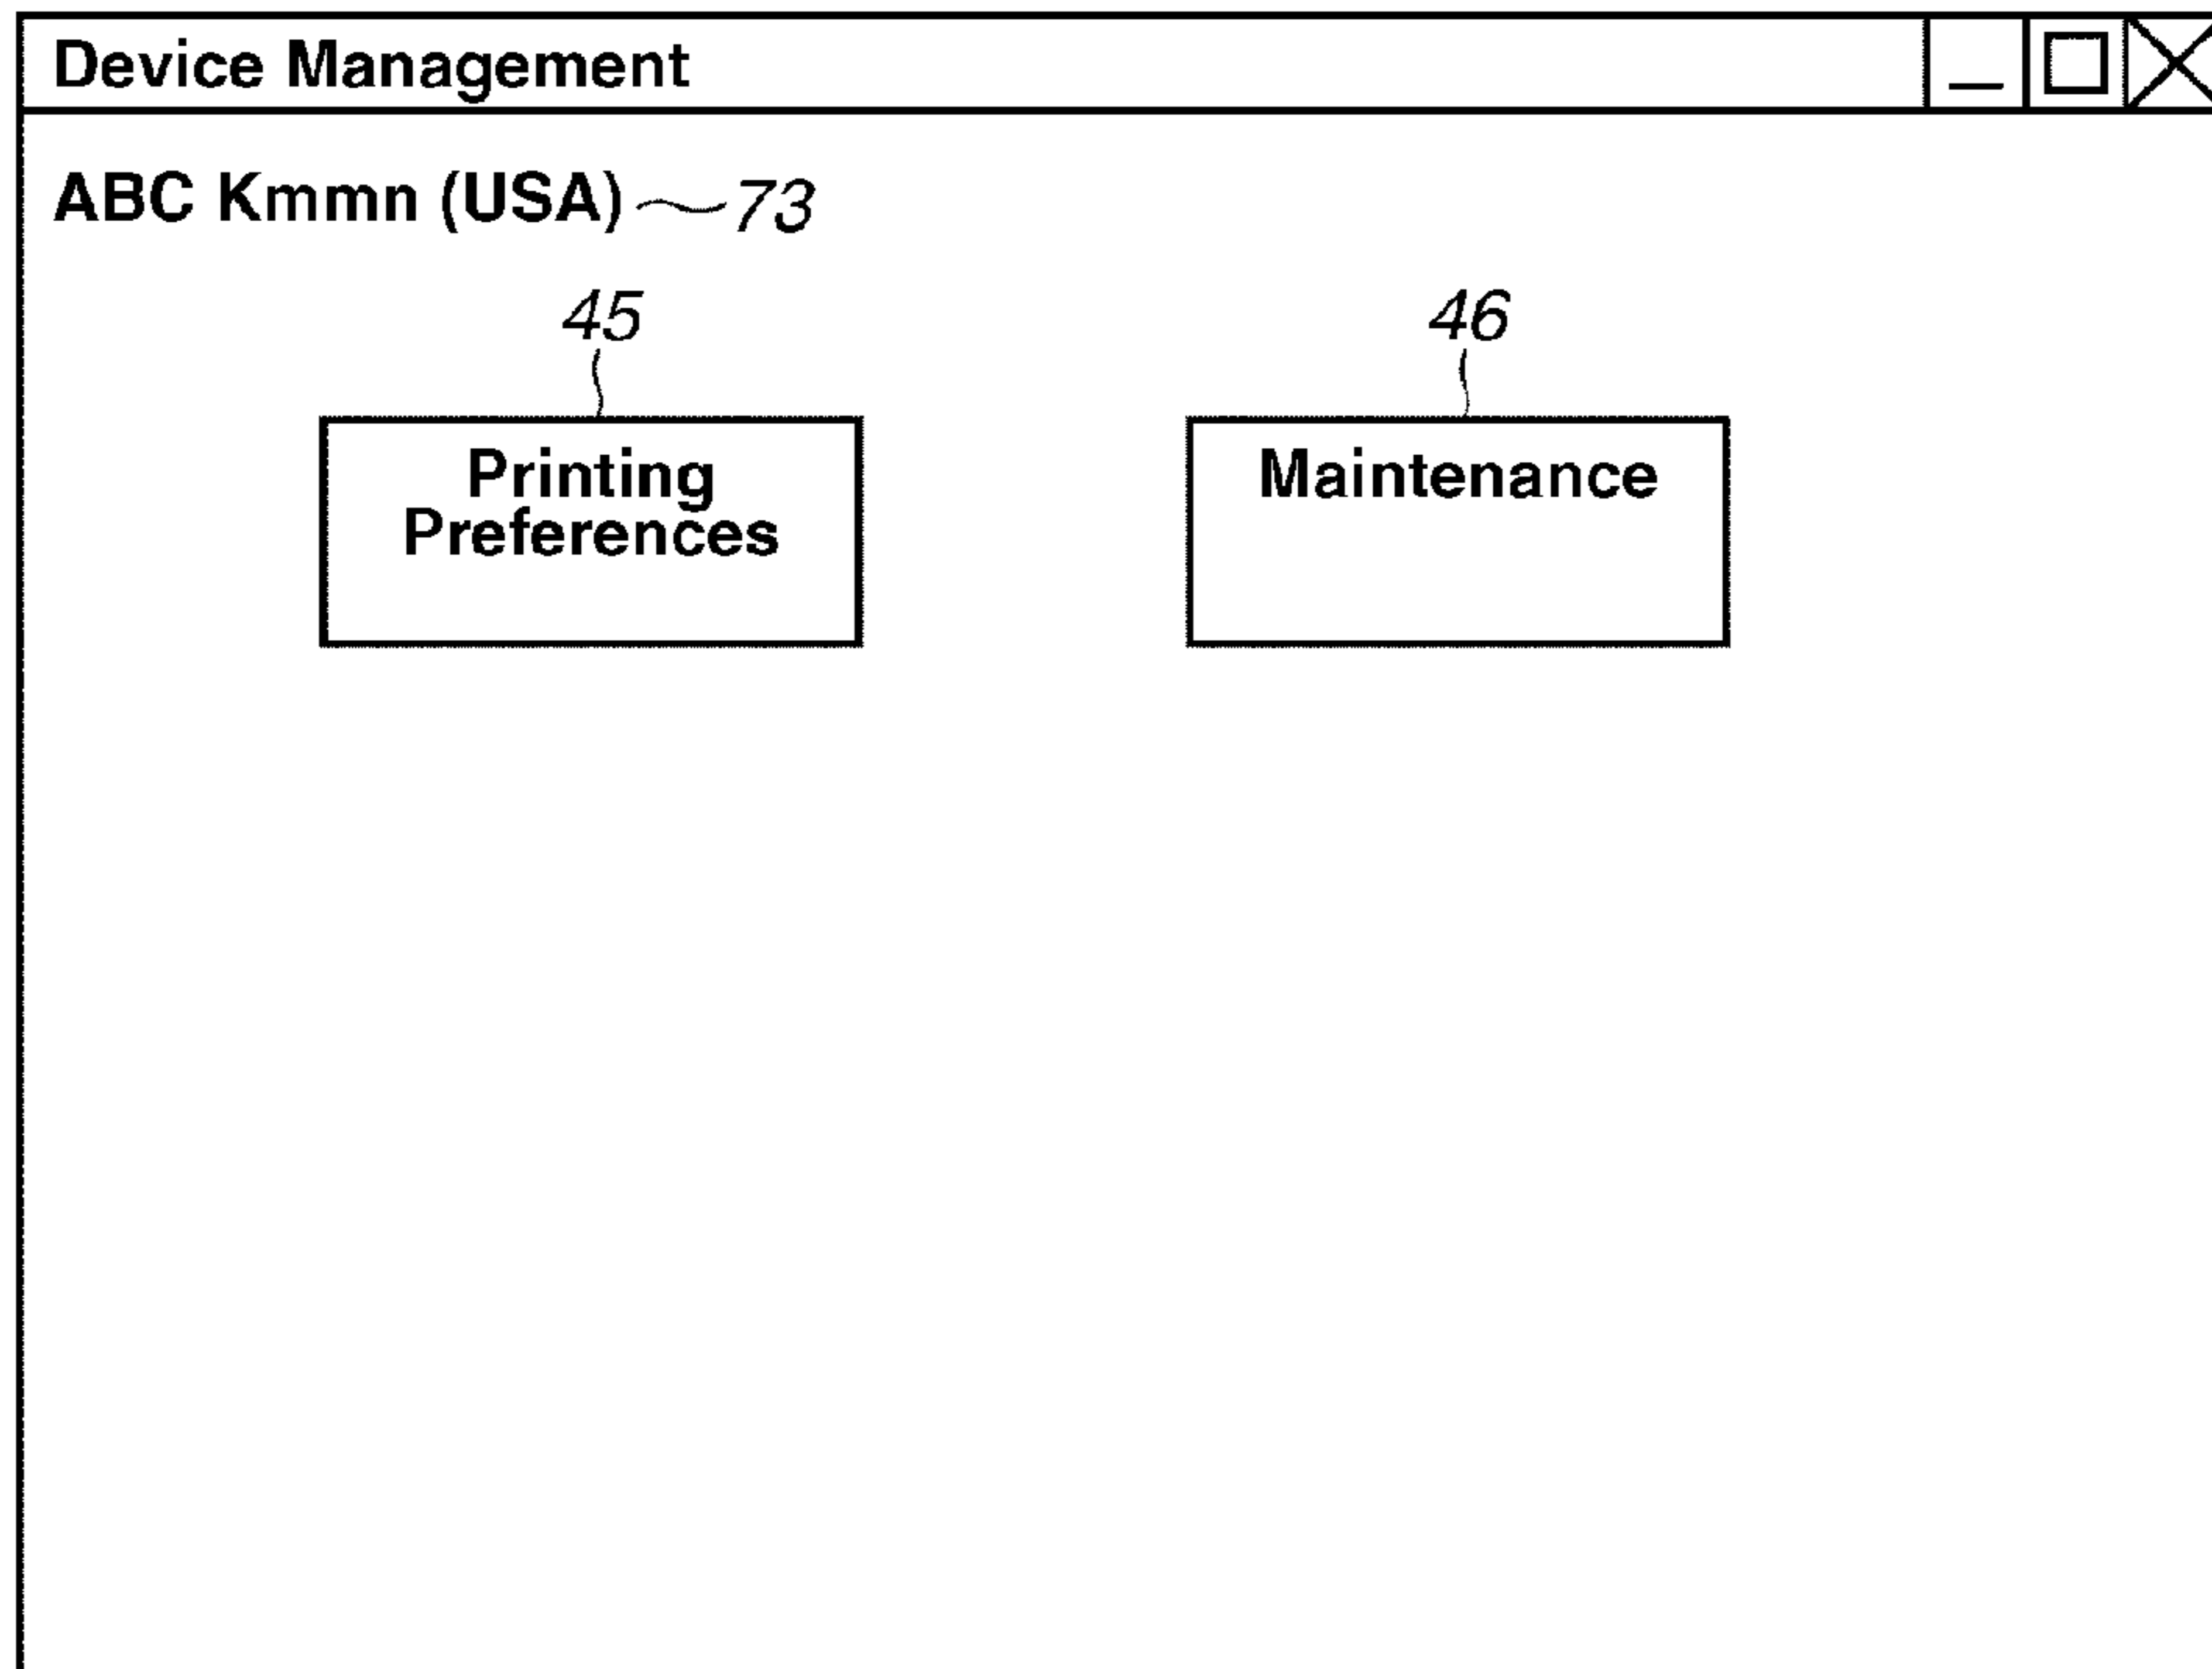 Device Management
ABC Kmmn (USA) 73
45
46
Printing
Preferences
Maintenance